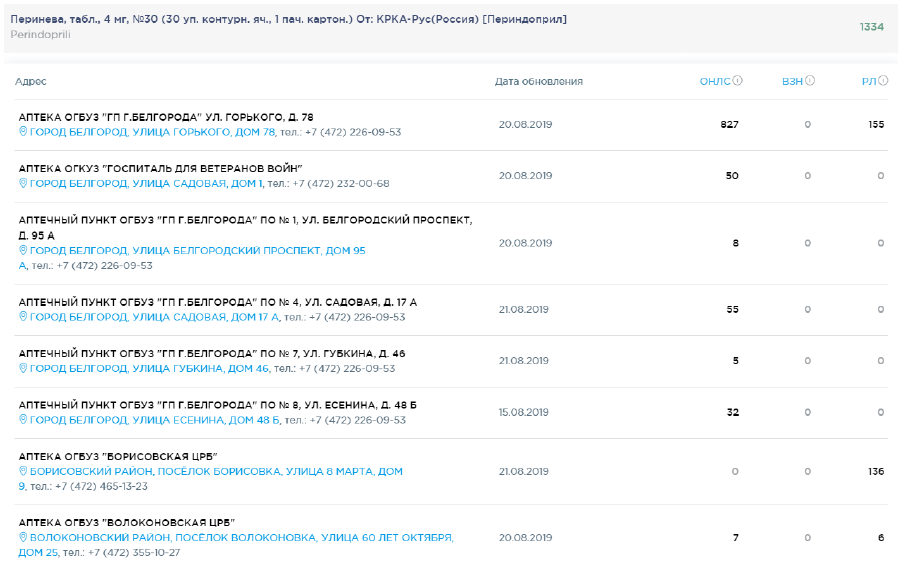 Перинева, табл., 4 мг, №30 (30 уп. контурн. яч., 1 пач. картон.) От: КРКА-Рус(Россия) [Периндоприл]
Perindoprili
1334
Адрес Дата обновления ОНЛС ВЗН РЛ
АПТЕКА ОГБУЗ "ГП Г.БЕЛГОРОДА" УЛ. ГОРЬКОГО, Д. 78
ГОРОД БЕЛГОРОД, УЛИЦА ГОРЬКОГО, ДОМ 78, тел.: +7 (472) 226-09-53
20.08.2019 827 0 155
АПТЕКА ОГКУЗ "ГОСПИТАЛЬ ДЛЯ ВЕТЕРАНОВ ВОЙН"
ГОРОД БЕЛГОРОД, УЛИЦА САДОВАЯ, ДОМ 1, тел.: +7 (472) 232-00-68
20.08.2019 50 0 0
АПТЕЧНЫЙ ПУНКТ ОГБУЗ "ГП Г.БЕЛГОРОДА" ПО № 1, УЛ. БЕЛГОРОДСКИЙ ПРОСПЕКТ,
Д. 95 А
ГОРОД БЕЛГОРОД, УЛИЦА БЕЛГОРОДСКИЙ ПРОСПЕКТ, ДОМ 95
А, тел.: +7 (472) 226-09-53
20.08.2019 8 0 0
АПТЕЧНЫЙ ПУНКТ ОГБУЗ "ГП Г.БЕЛГОРОДА" ПО № 4, УЛ. САДОВАЯ, Д. 17 А
ГОРОД БЕЛГОРОД, УЛИЦА САДОВАЯ, ДОМ 17 А, тел.: +7 (472) 226-09-53
21.08.2019 55 0 0
АПТЕЧНЫЙ ПУНКТ ОГБУЗ "ГП Г.БЕЛГОРОДА" ПО № 7, УЛ. ГУБКИНА, Д. 46
ГОРОД БЕЛГОРОД, УЛИЦА ГУБКИНА, ДОМ 46, тел.: +7 (472) 226-09-53
21.08.2019 5 0 0
АПТЕЧНЫЙ ПУНКТ ОГБУЗ "ГП Г.БЕЛГОРОДА" ПО № 8, УЛ. ЕСЕНИНА, Д. 48 Б
ГОРОД БЕЛГОРОД, УЛИЦА ЕСЕНИНА, ДОМ 48 Б, тел.: +7 (472) 226-09-53
15.08.2019 32 0 0
АПТЕКА ОГБУЗ "БОРИСОВСКАЯ ЦРБ"
БОРИСОВСКИЙ РАЙОН, ПОСЁЛОК БОРИСОВКА, УЛИЦА 8 МАРТА, ДОМ
9, тел.: +7 (472) 465-13-23
21.08.2019 0 0 136
АПТЕКА ОГБУЗ "ВОЛОКОНОВСКАЯ ЦРБ"
ВОЛОКОНОВСКИЙ РАЙОН, ПОСЁЛОК ВОЛОКОНОВКА, УЛИЦА 60 ЛЕТ ОКТЯБРЯ,
ДОМ 25, тел.: +7 (472) 355-10-27
20.08.2019 7 0 6